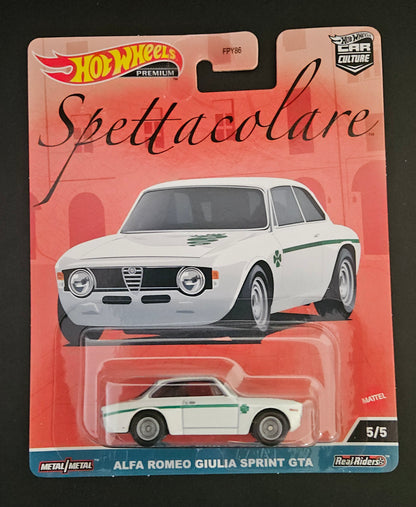 HOT WHEELS
PREMIUM
FPY86
HOT WHEELS
CAR
CULTURE
Spettacolare
MATTEL
5/5
METAL/METAL
ALFA ROMEO GIULIA SPRINT GTA
Real Riders